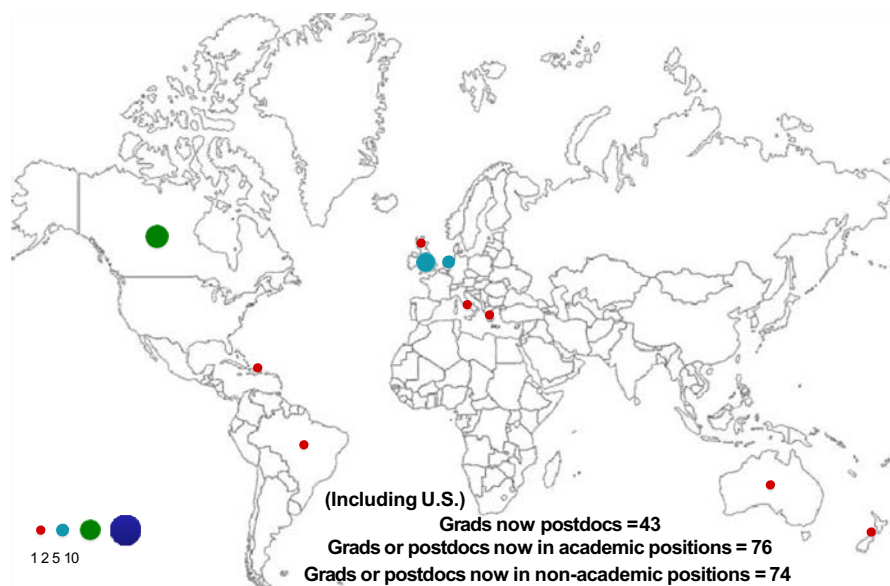 (Including U.S.)
Grads now postdocs =43
Grads or postdocs now in academic positions = 76
Grads or postdocs now in non-academic positions = 74
1 2 5 10